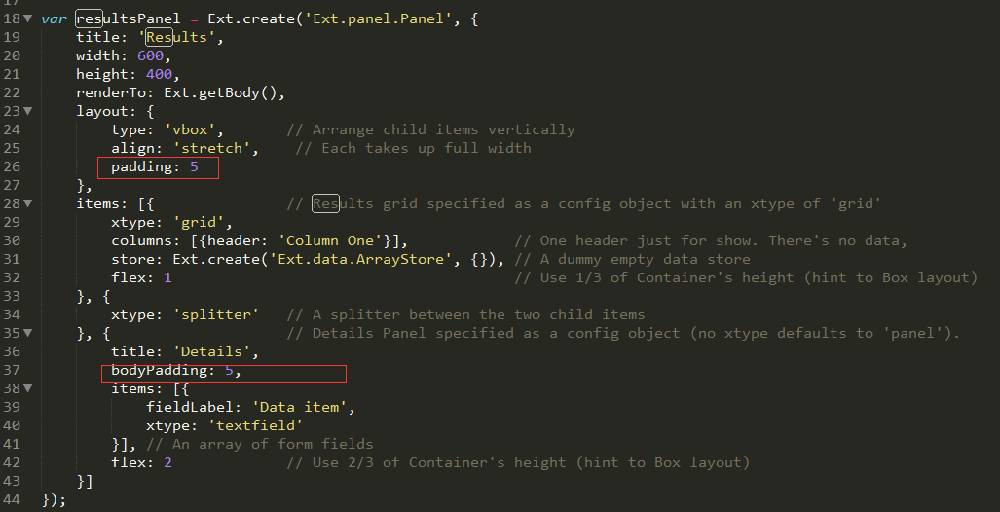 17
18 var resultsPanel = Ext.create('Ext.panel.Panel', {
19     title: 'Results',
20     width: 600,
21     height: 400,
22     renderTo: Ext.getBody(),
23     layout: {
24         type: 'vbox',       // Arrange child items vertically
25         align: 'stretch',    // Each takes up full width
26         padding: 5
27     },
28     items: [{               // Results grid specified as a config object with an xtype of 'grid'
29         xtype: 'grid',
30         columns: [{header: 'Column One'}],            // One header just for show. There's no data,
31         store: Ext.create('Ext.data.ArrayStore', {}), // A dummy empty data store
32         flex: 1                                       // Use 1/3 of Container's height (hint to Box layout)
33     }, {
34         xtype: 'splitter'   // A splitter between the two child items
35     }, {                    // Details Panel specified as a config object (no xtype defaults to 'panel').
36         title: 'Details',
37         bodyPadding: 5,
38         items: [{
39             fieldLabel: 'Data item',
40             xtype: 'textfield'
41         }], // An array of form fields
42         flex: 2             // Use 2/3 of Container's height (hint to Box layout)
43     }]
44 });